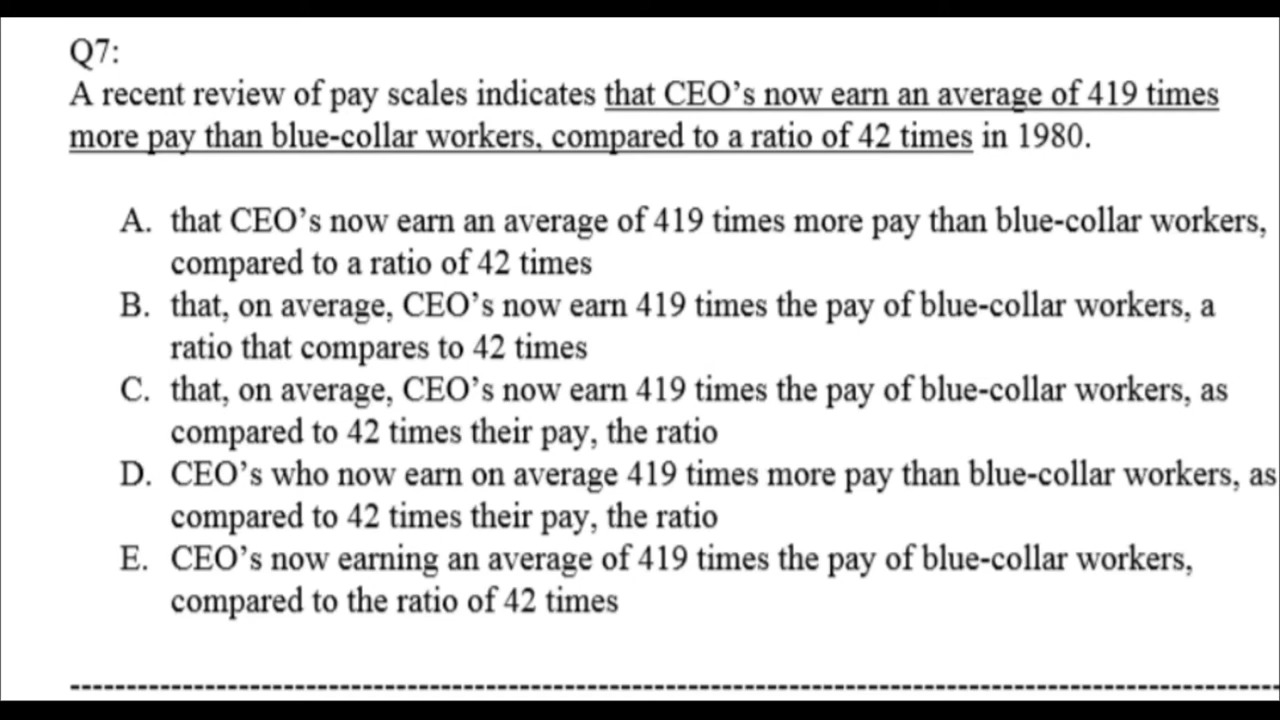 Q7:
A recent review of pay scales indicates that CEO's now earn an average of 419 times
more pay than blue-collar workers, compared to a ratio of 42 times in 1980.
A. that CEO's now earn an average of 419 times more pay than blue-collar workers,
compared to a ratio of 42 times
B. that, on average, CEO's now earn 419 times the pay of blue-collar workers, a
ratio that compares to 42 times
C. that, on average, CEO's now earn 419 times the pay of blue-collar workers, as
compared to 42 times their pay, the ratio
D. CEO's who now earn on average 419 times more pay than blue-collar workers, as
compared to 42 times their pay, the ratio
E. CEO's now earning an average of 419 times the pay of blue-collar workers,
compared to the ratio of 42 times